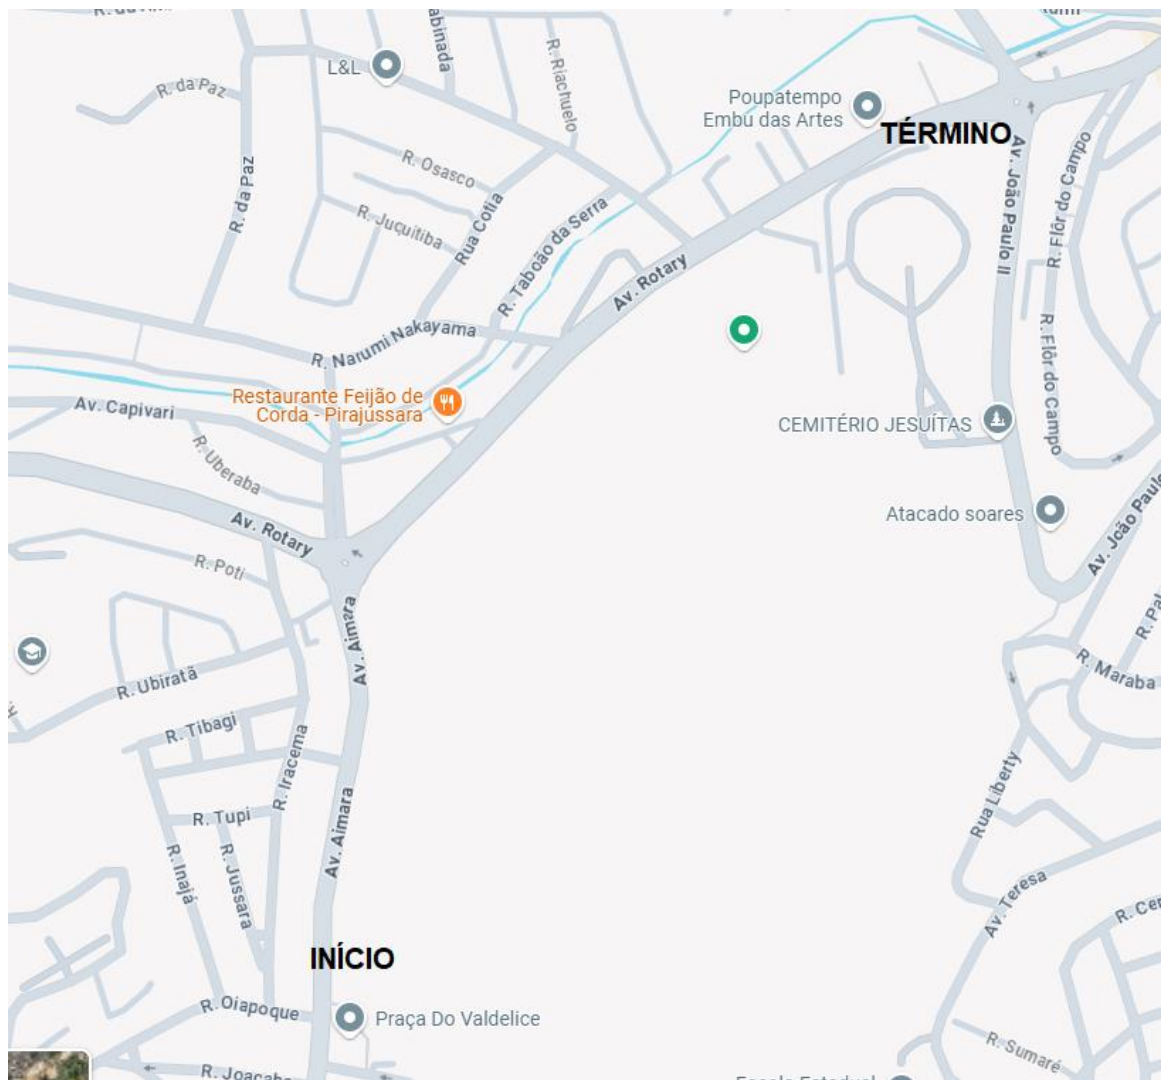 L&L
R. Riachuelo
R. da Paz
Poupatempo
Embu das Artes
TÉRMINO
R. Osasco
R. da Paz
R. Juquitiba
Rua Cotia
R. Taboão da Serra
Av. João Paulo II
R. Flôr do Campo
Av. Rotary
R. Narumi Nakayama
R. Flôr do Campo
Restaurante Feijão de
Corda - Pirajussara
Av. Capivari
CEMITÉRIO JESUÍTAS
R. Uberaba
Atacado soares
Av. Rotary
Av. João Paulo
R. Poti
Av. Aimara
R. Ubiratã
R. Maraba
R. Tibagi
R. Iracema
Rua Liberty
R. Tupi
Av. Aimara
R. Inajá
R. Jussara
Av. Teresa
INÍCIO
R. Oiapoque
Praça Do Valdelice
R. Sumaré